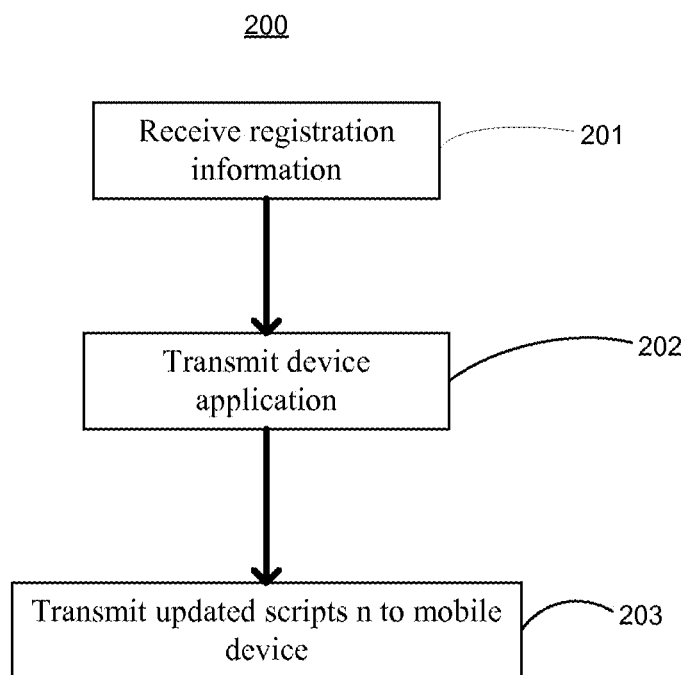 200
Receive registration
information
201
Transmit device
application
202
Transmit updated scripts n to mobile
device
203